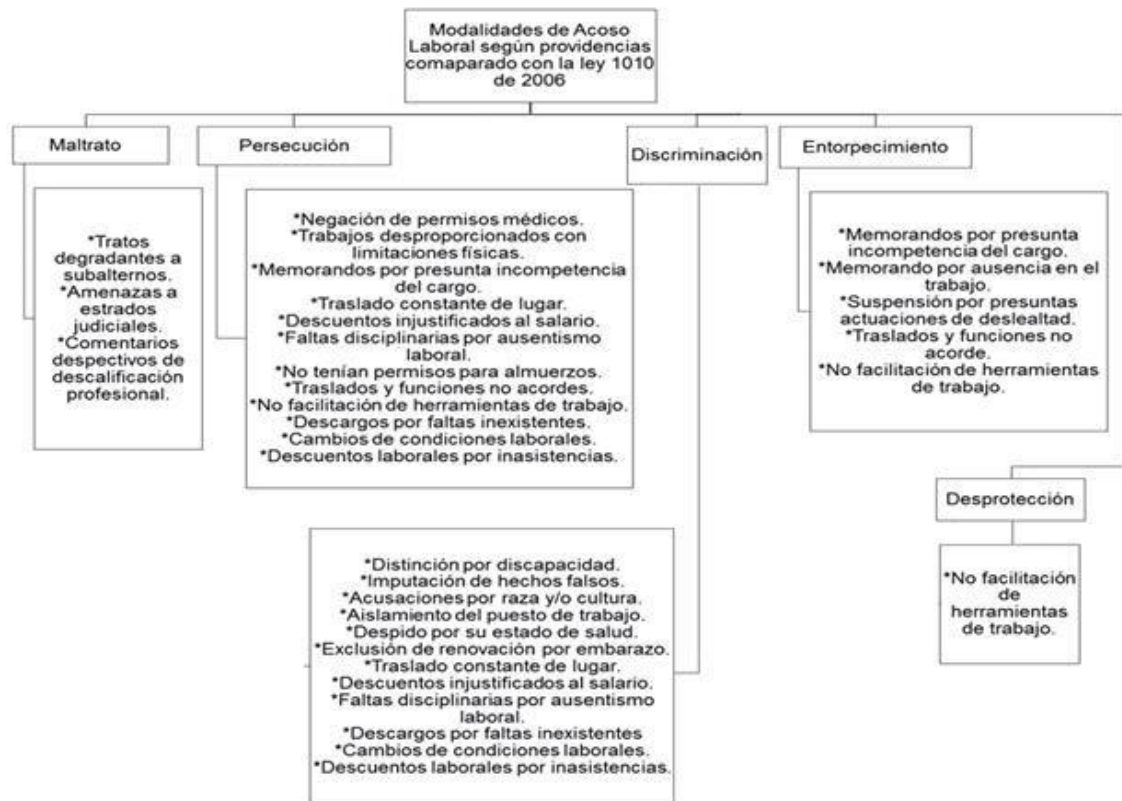 Modalidades de Acoso
Laboral según providencias
comaparado con la ley 1010
de 2006
Maltrato
Persecución
Discriminación
Entorpecimiento
*Tratos
degradantes a
subalternos.
*Amenazas a
estrados
judiciales.
*Comentarios
despectivos de
descalificación
profesional.
*Negación de permisos médicos.
*Trabajos desproporcionados con
limitaciones físicas.
*Memorandos por presunta incompetencia
del cargo.
*Traslado constante de lugar.
*Descuentos injustificados al salario.
*Faltas disciplinarias por ausentismo
laboral.
*No tenían permisos para almuerzos.
*Traslados y funciones no acordes.
*No facilitación de herramientas de trabajo.
*Descargos por faltas inexistentes.
*Cambios de condiciones laborales.
*Descuentos laborales por inasistencias.
*Memorandos por presunta
incompetencia del cargo.
*Memorando por ausencia en el
trabajo.
*Suspensión por presuntas
actuaciones de deslealtad.
*Traslados y funciones no
acorde.
*No facilitación de herramientas
de trabajo.
Desprotección
*No facilitación
de
herramientas
de trabajo.
*Distinción por discapacidad.
*Imputación de hechos falsos.
*Acusaciones por raza y/o cultura.
*Aislamiento del puesto de trabajo.
*Despido por su estado de salud.
*Exclusión de renovación por embarazo.
*Traslado constante de lugar.
*Descuentos injustificados al salario.
*Faltas disciplinarias por ausentismo
laboral.
*Descargos por faltas inexistentes
*Cambios de condiciones laborales.
*Descuentos laborales por inasistencias.